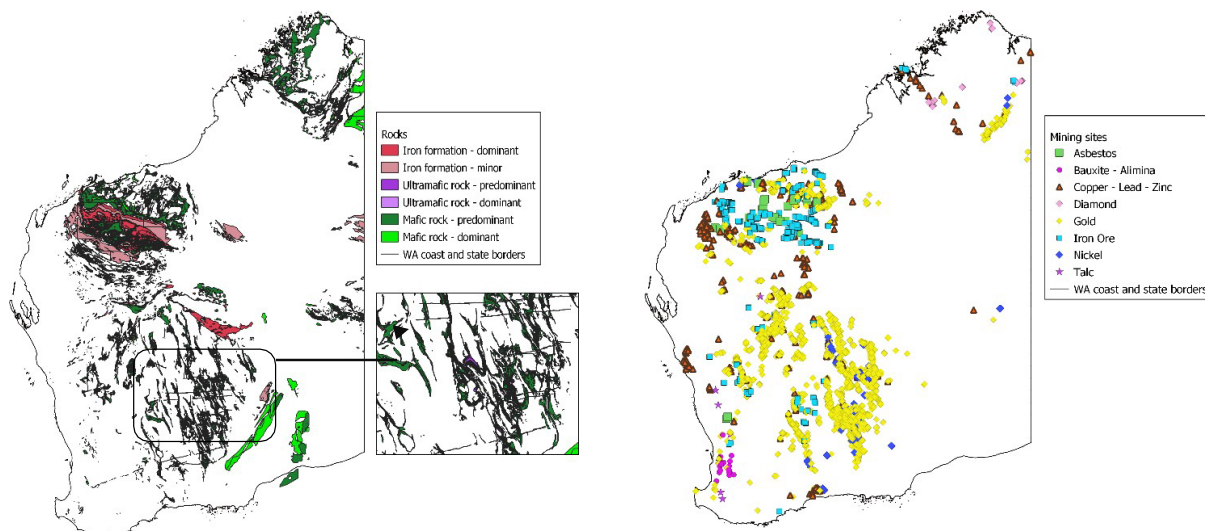 Rocks
Iron formation - dominant
Iron formation - minor
Ultramafic rock - predominant
Ultramafic rock - dominant
Mafic rock - predominant
Mafic rock - dominant
WA coast and state borders
Mining sites
Asbestos
Bauxite - Alimina
Copper - Lead - Zinc
Diamond
Gold
Iron Ore
Nickel
Talc
WA coast and state borders